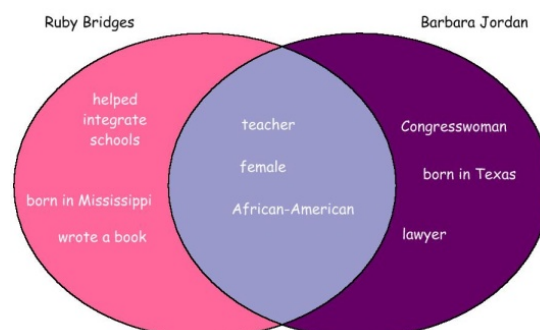 Ruby Bridges
Barbara Jordan
helped
integrate
schools
born in Mississippi
wrote a book
teacher
female
African-American
Congresswoman
born in Texas
lawyer